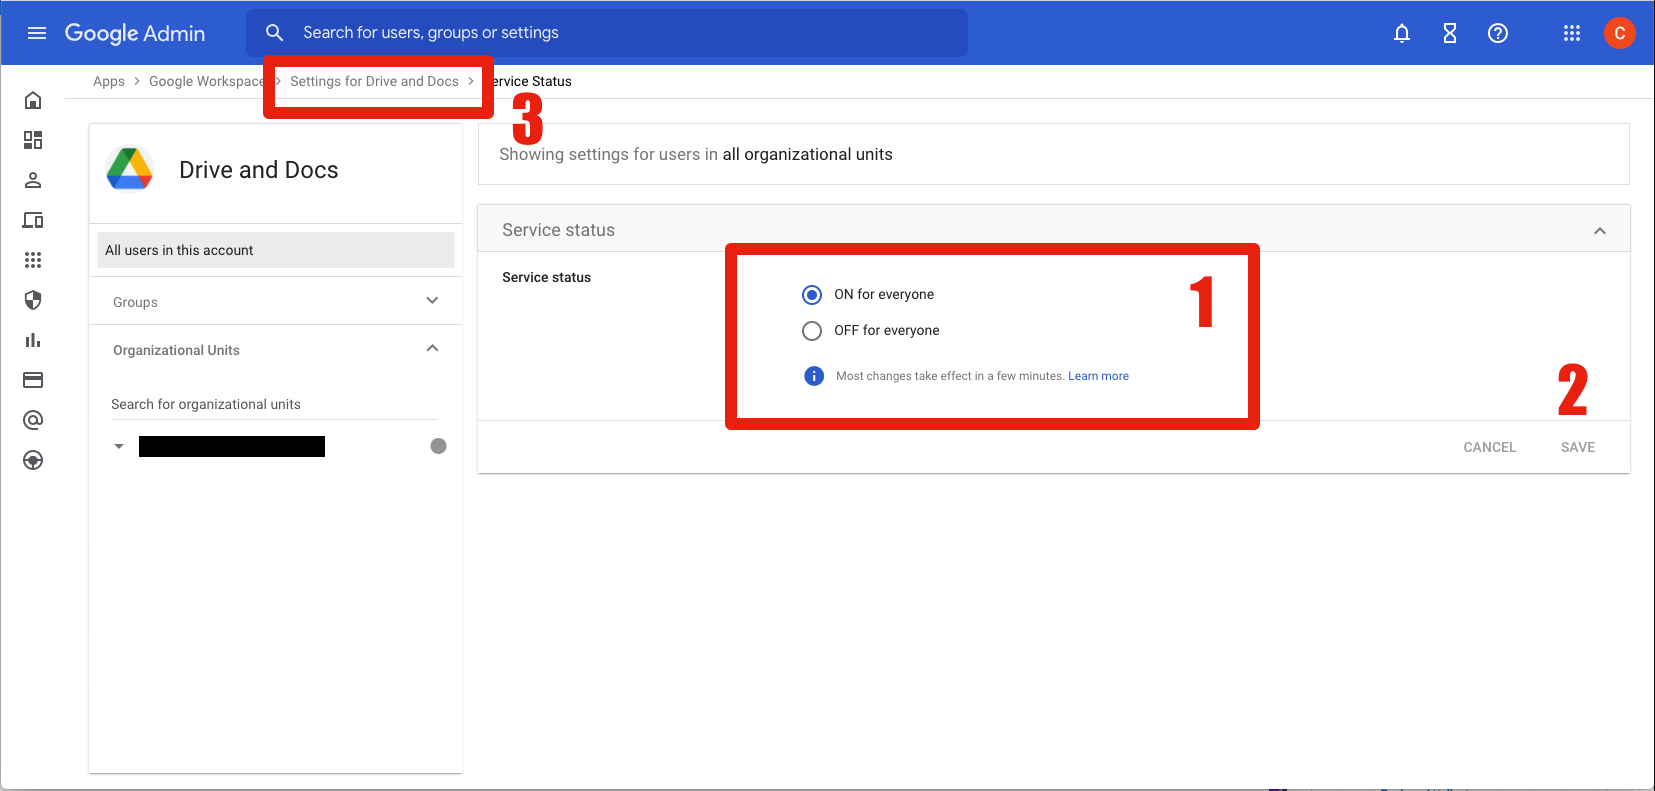 Google Admin
Search for users, groups or settings
C
Apps > Google Workspace > Settings for Drive and Docs > ervice Status
3
Drive and Docs
Showing settings for users in all organizational units
All users in this account
Service status
Service status
ON for everyone
1
OFF for everyone
Most changes take effect in a few minutes. Learn more
2
CANCEL
SAVE
Groups
Organizational Units
Search for organizational units